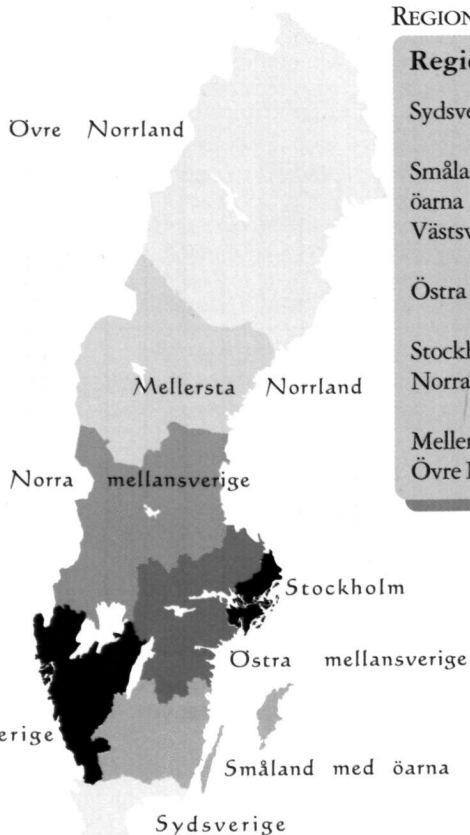 REGION
Regio
Sydsve
Småla
öarna
Västsv
Östra
Stockh
Norra
Meller
Övre
Övre Norrland
Mellersta Norrland
Norra mellansverige
Stockholm
Östra mellansverige
erige
Småland med öarna
Sydsverige